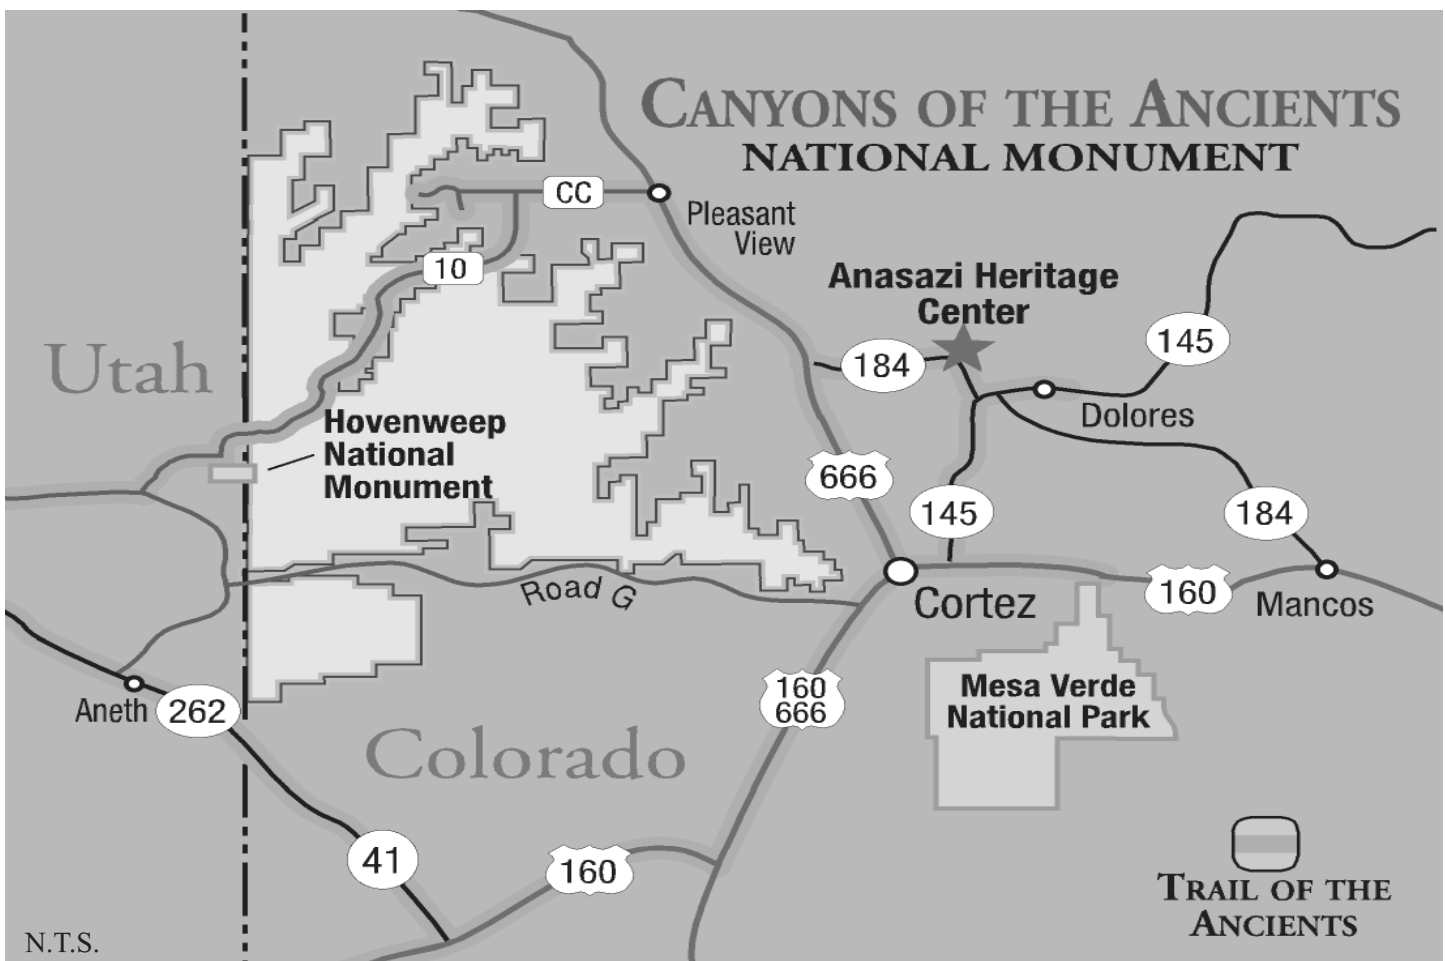 CANYONS OF THE ANCIENTS
NATIONAL MONUMENT
CC
Pleasant
View
10
Anasazi Heritage
Center
184
145
Utah
Dolores
Hovenweep
National
Monument
666
145
184
Road G
Cortez
160
Mancos
160
666
Mesa Verde
National Park
Aneth
262
Colorado
41
160
TRAIL OF THE
ANCIENTS
N.T.S.